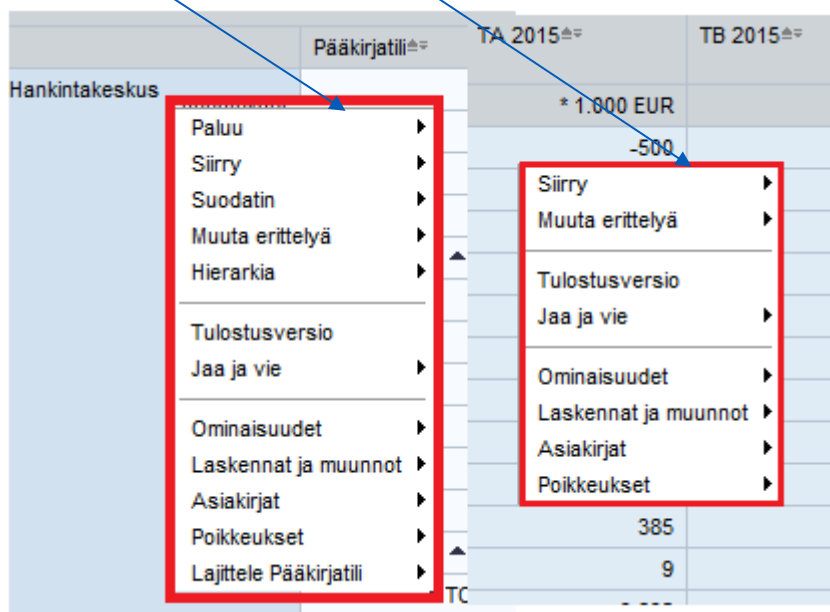 Pääkirjatili
Hankintakeskus
Paluu
Siirry
Suodatin
Muuta erittelyä
Hierarkia
Tulostusversio
Jaa ja vie
Ominaisuudet
Laskennat ja muunnot
Asiakirjat
Poikkeukset
Lajittele Pääkirjatili
TA 2015
TB 2015
* 1.000 EUR
-500
Siirry
Muuta erittelyä
Tulostusversio
Jaa ja vie
Ominaisuudet
Laskennat ja muunnot
Asiakirjat
Poikkeukset
385
9